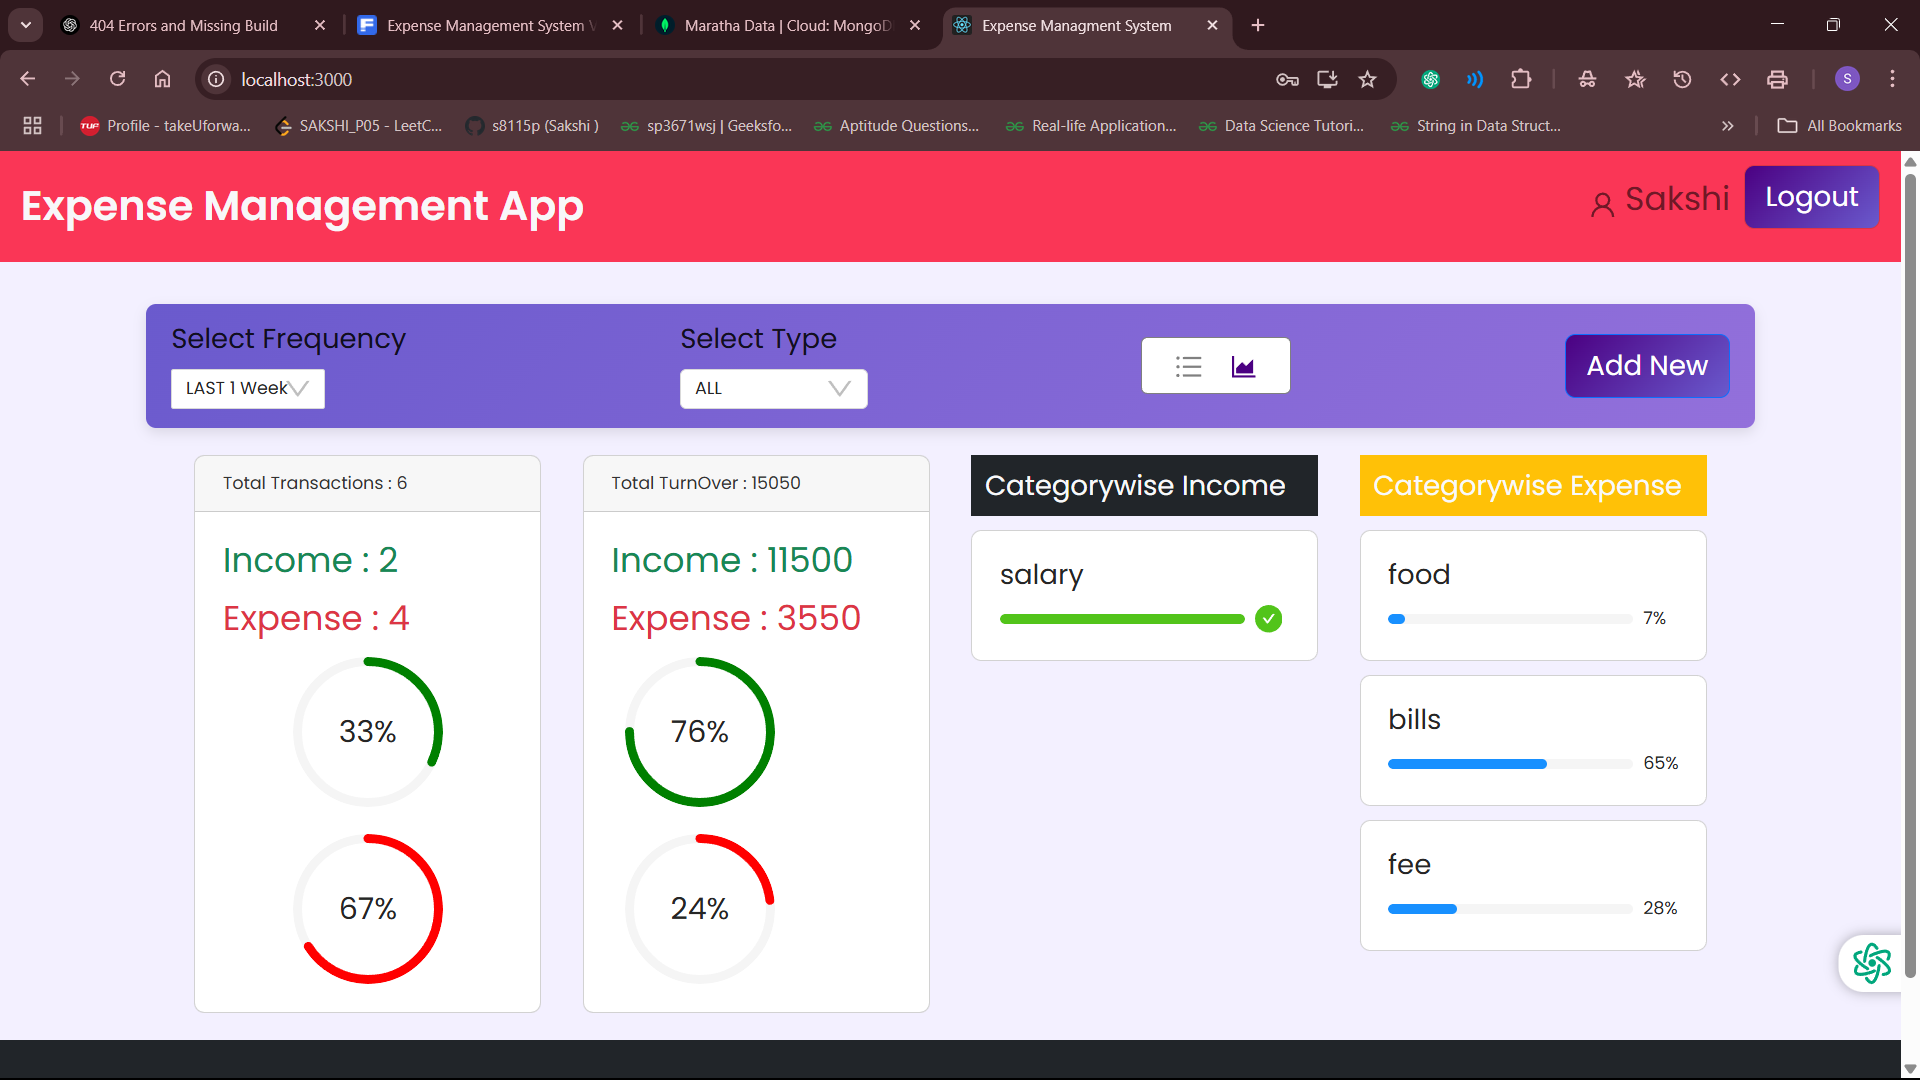 404 Errors and Missing Build
Expense Management System
Maratha Data | Cloud: MongoD
Expense Managment System
localhost:3000
S
TUF
Profile - takeUforwa...
SAKSHI_P05 - LeetC...
s8115p (Sakshi )
sp3671wsj | Geeksfo...
Aptitude Questions...
Real-life Application...
Data Science Tutori...
String in Data Struct...
All Bookmarks
Expense Management App
Sakshi
Logout
Select Frequency
Select Type
LAST 1 Week
ALL
Add New
Total Transactions : 6
Income : 2
Expense : 4
33%
67%
Total TurnOver : 15050
Income : 11500
Expense : 3550
76%
24%
Categorywise Income
salary
Categorywise Expense
food
7%
bills
65%
fee
28%